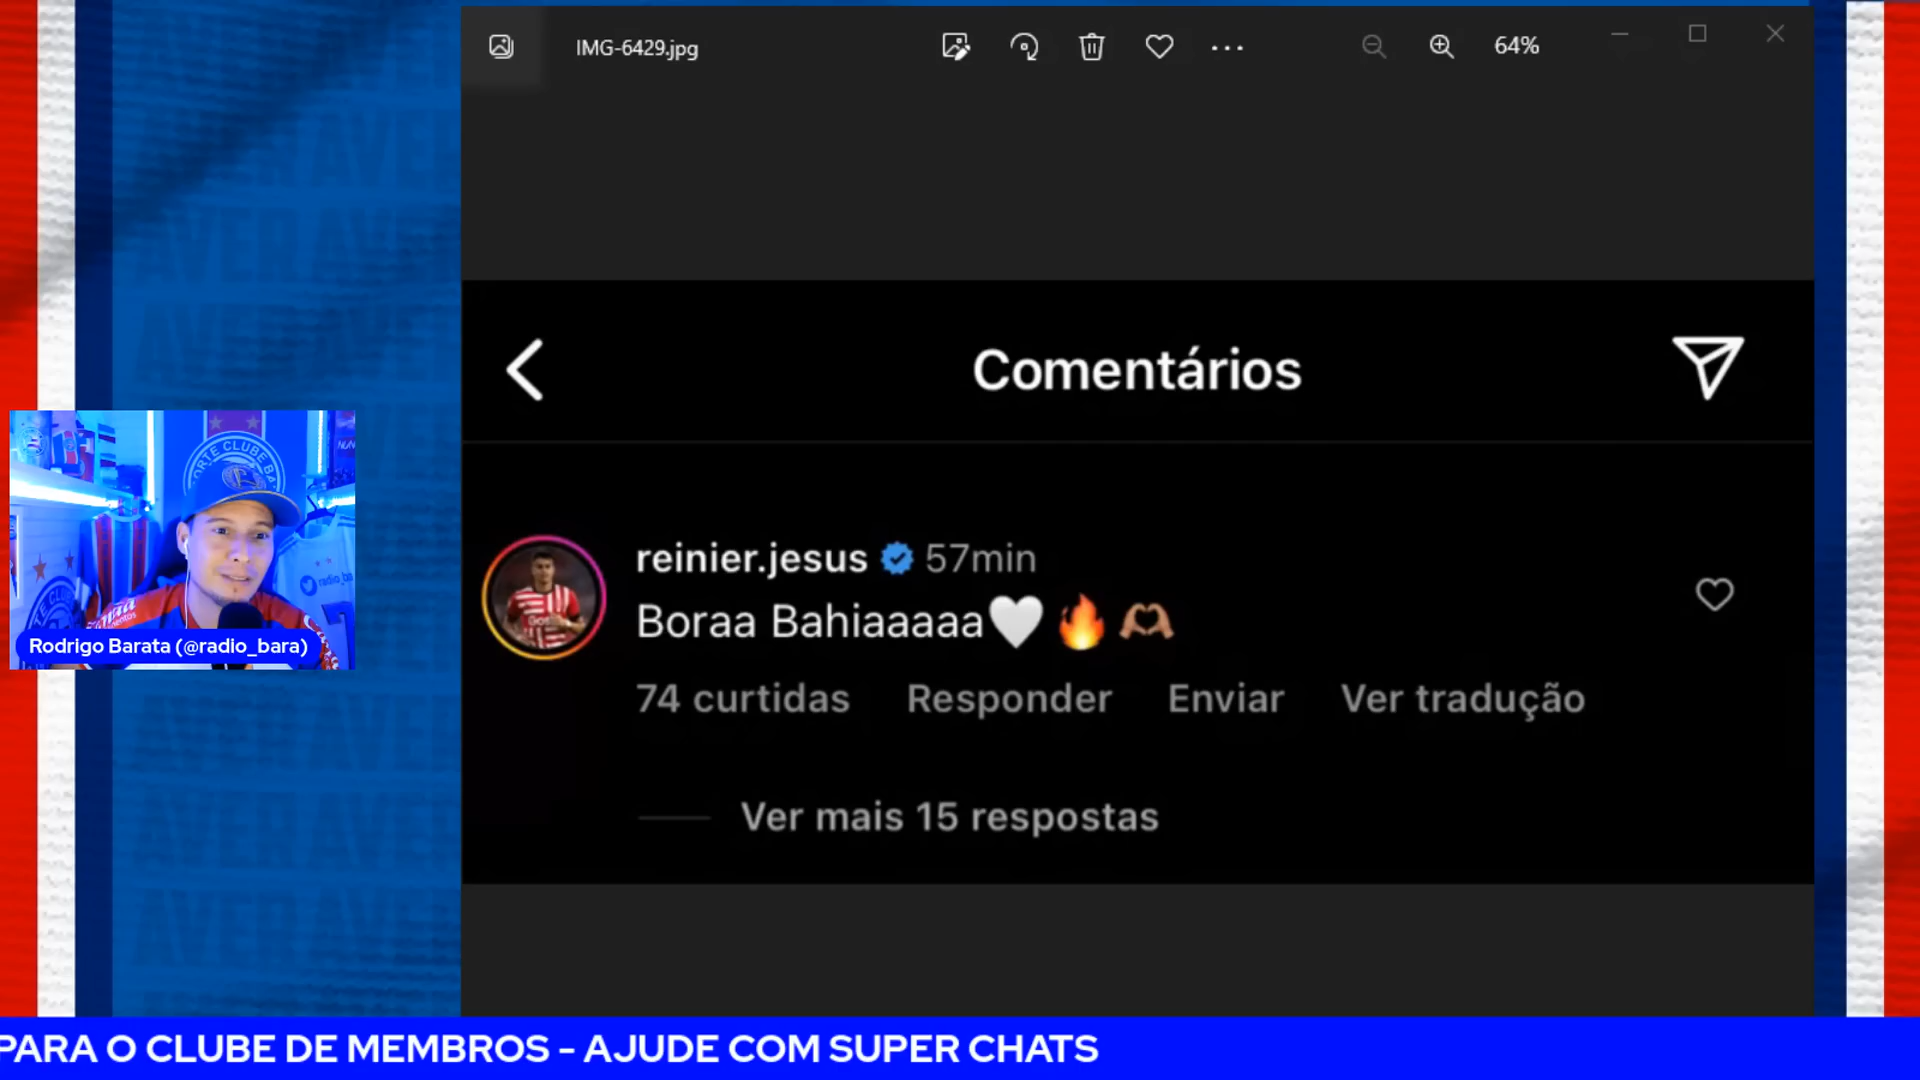 IMG-6429.jpg
64%
Comentários
reinier.jesus 57min
Boraa Bahiaaaaa🤍🔥🫶🏽
74 curtidas Responder Enviar Ver tradução
Ver mais 15 respostas
Rodrigo Barata (@radio_bara)
PARA O CLUBE DE MEMBROS - AJUDE COM SUPER CHATS